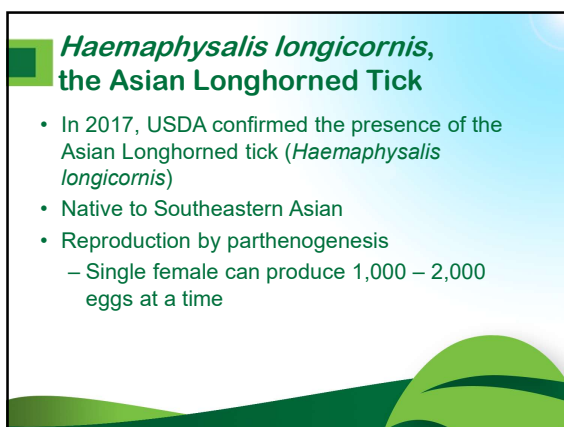 Haemaphysalis longicornis,
the Asian Longhorned Tick
• In 2017, USDA confirmed the presence of the
Asian Longhorned tick (Haemaphysalis
longicornis)
• Native to Southeastern Asian
• Reproduction by parthenogenesis
– Single female can produce 1,000 – 2,000
eggs at a time